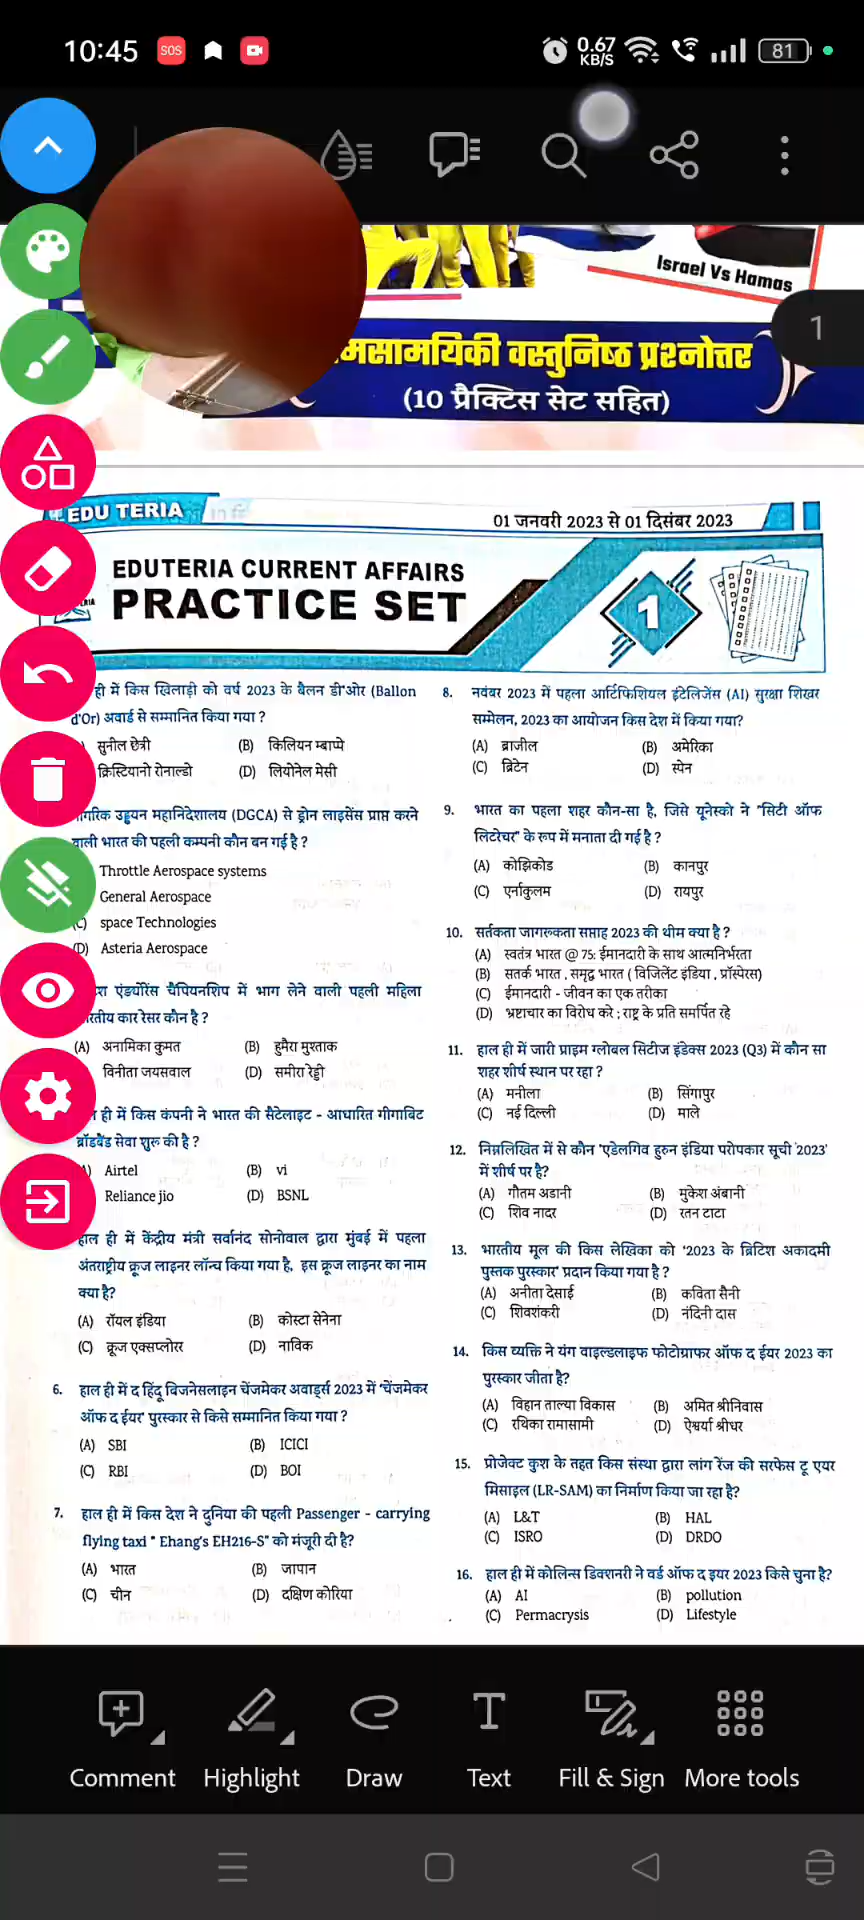 10:45
SOS
0.67
KB/S
81
Israel Vs Hamas
1
मसामयिकी वस्तुनिष्ठ प्रश्नोत्तर
(10 प्रैक्टिस सेट सहित)
EDU TERIA
01 जनवरी 2023 से 01 दिसंबर 2023
EDUTERIA CURRENT AFFAIRS
PRACTICE SET
1
ही में किस खिलाड़ी को वर्ष 2023 के बैलन डी'ओर (Ballon
d'Or) अवार्ड से सम्मानित किया गया ?
सुनील छेत्री (B) किलियन म्बाप्पे
क्रिस्टियानो रोनाल्डो (D) लियोनेल मेसी
उड्डयन महानिदेशालय (DGCA) से ड्रोन लाइसेंस प्राप्त करने
वाली भारत की पहली कम्पनी कौन बन गई है ?
Throttle Aerospace systems
General Aerospace
(C) space Technologies
(D) Asteria Aerospace
एंड्योरेंस चैंपियनशिप में भाग लेने वाली पहली महिला
कार रेसर कौन है ?
(A) अनामिका कुमत (B) हुमैरा मुश्ताक
विनीता जयसवाल (D) समीरा रेड्डी
ही में किस कंपनी ने भारत की सैटेलाइट - आधारित गीगाबिट
ब्रॉडबैंड सेवा शुरू की है ?
Airtel (B) vi
Reliance jio (D) BSNL
हाल ही में केंद्रीय मंत्री सर्वानंद सोनोवाल द्वारा मुंबई में पहला
अंतराष्ट्रीय क्रूज लाइनर लॉन्च किया गया है, इस क्रूज लाइनर का नाम
क्या है?
(A) रॉयल इंडिया (B) कोस्टा सेनेना
(C) क्रूज एक्सप्लोरर (D) नाविक
6. हाल ही में द हिंदू बिजनेसलाइन चेंजमेकर अवार्ड्स 2023 में 'चेंजमेकर
ऑफ द ईयर' पुरस्कार से किसे सम्मानित किया गया ?
(A) SBI (B) ICICI
(C) RBI (D) BOI
7. हाल ही में किस देश ने दुनिया की पहली Passenger - carrying
flying taxi " Ehang's EH216-S" को मंजूरी दी है?
(A) भारत (B) जापान
(C) चीन (D) दक्षिण कोरिया
8. नवंबर 2023 में पहला आर्टिफिशियल इंटेलिजेंस (AI) सुरक्षा शिखर
सम्मेलन, 2023 का आयोजन किस देश में किया गया?
(A) ब्राजील (B) अमेरिका
(C) ब्रिटेन (D) स्पेन
9. भारत का पहला शहर कौन-सा है, जिसे यूनेस्को ने "सिटी ऑफ
लिटरेचर" के रूप में मनाता दी गई है ?
(A) कोझिकोड (B) कानपुर
(C) एर्नाकुलम (D) रायपुर
10. सर्तकता जागरूकता सप्ताह 2023 की थीम क्या है ?
(A) स्वतंत्र भारत @ 75: ईमानदारी के साथ आत्मनिर्भरता
(B) सतर्क भारत , समृद्ध भारत ( विजिलेंट इंडिया , प्रॉस्पेरस)
(C) ईमानदारी - जीवन का एक तरीका
(D) भ्रष्टाचार का विरोध करे ; राष्ट्र के प्रति समर्पित रहे
11. हाल ही में जारी प्राइम ग्लोबल सिटीज इंडेक्स 2023 (Q3) में कौन सा
शहर शीर्ष स्थान पर रहा ?
(A) मनीला (B) सिंगापुर
(C) नई दिल्ली (D) माले
12. निम्नलिखित में से कौन 'एडेलगिव हुरुन इंडिया परोपकार सूची '2023'
में शीर्ष पर है?
(A) गौतम अडानी (B) मुकेश अंबानी
(C) शिव नादर (D) रतन टाटा
13. भारतीय मूल की किस लेखिका को '2023 के ब्रिटिश अकादमी
पुस्तक पुरस्कार' प्रदान किया गया है ?
(A) अनीता देसाई (B) कविता सैनी
(C) शिवशंकरी (D) नंदिनी दास
14. किस व्यक्ति ने यंग वाइल्डलाइफ फोटोग्राफर ऑफ द ईयर 2023 का
पुरस्कार जीता है?
(A) विहान ताल्या विकास (B) अमित श्रीनिवास
(C) रथिका रामासामी (D) ऐश्वर्या श्रीधर
15. प्रोजेक्ट कुश के तहत किस संस्था द्वारा लांग रेंज की सरफेस टू एयर
मिसाइल (LR-SAM) का निर्माण किया जा रहा है?
(A) L&T (B) HAL
(C) ISRO (D) DRDO
16. हाल ही में कोलिन्स डिक्शनरी ने वर्ड ऑफ द इयर 2023 किसे चुना है?
(A) AI (B) pollution
(C) Permacrysis (D) Lifestyle
Comment Highlight Draw Text Fill & Sign More tools